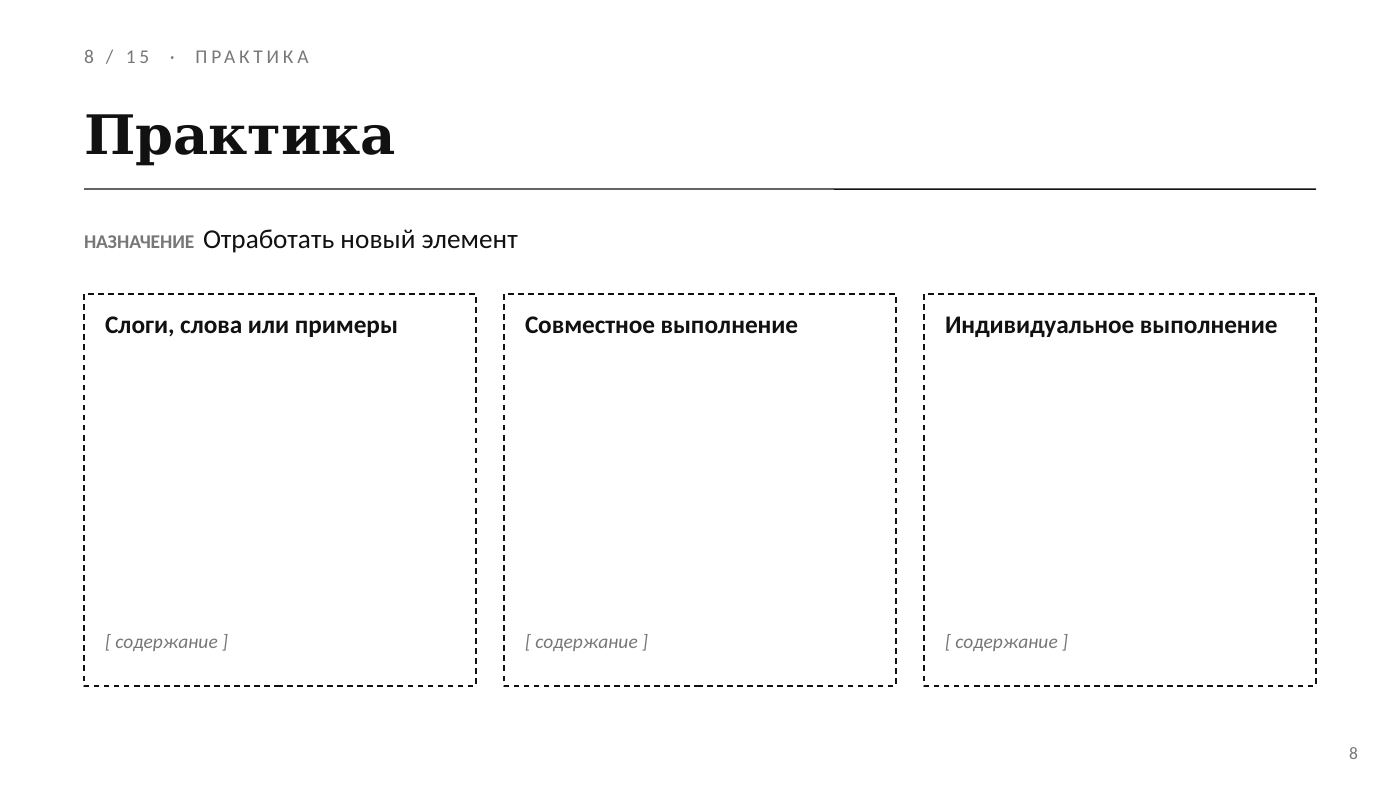 8 / 15 · ПРАКТИКА
Практика
НАЗНАЧЕНИЕ Отработать новый элемент
Слоги, слова или примеры
[ содержание ]
Совместное выполнение
[ содержание ]
Индивидуальное выполнение
[ содержание ]
8